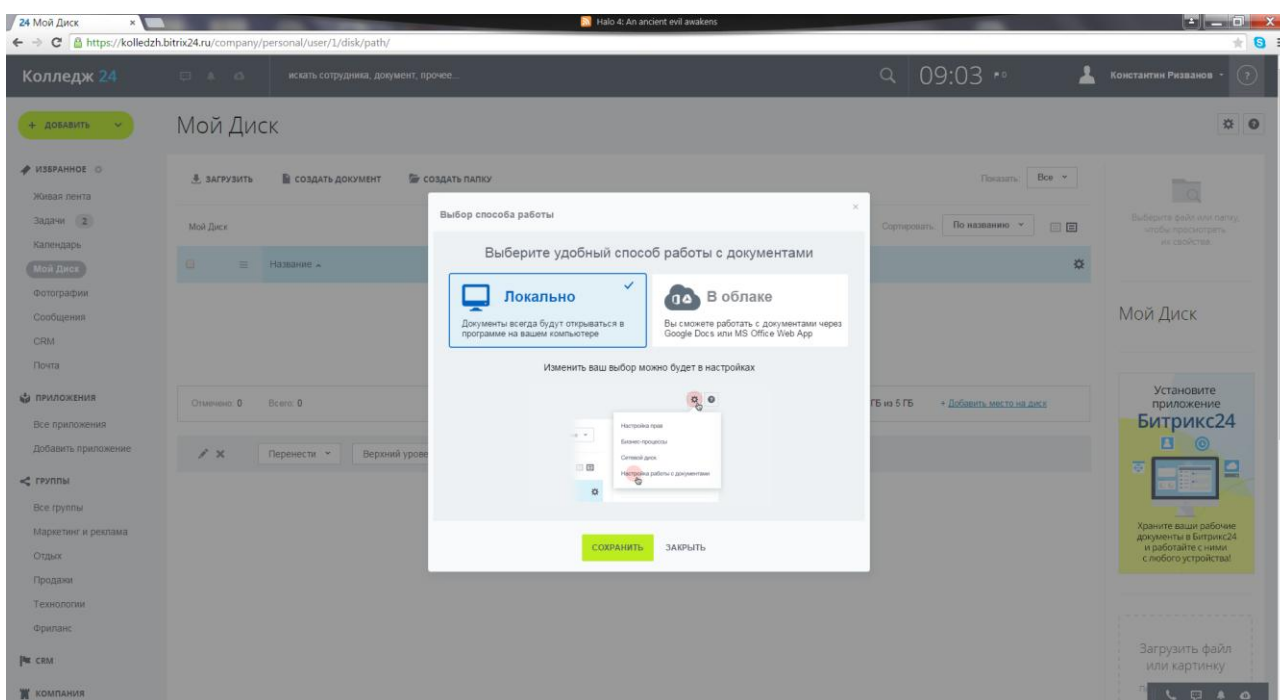 24 Мой Диск
Halo 4: An ancient evil awakens
https://kolledzh.bitrix24.ru/company/personal/user/1/disk/path/
Колледж 24
искать сотрудника, документ, прочее...
09:03
0
Константин Ризванов
+ ДОБАВИТЬ
Мой Диск
ИЗБРАННОЕ
Живая лента
Задачи 2
Календарь
Мой Диск
Фотографии
Сообщения
CRM
Почта
ПРИЛОЖЕНИЯ
Все приложения
Добавить приложение
ГРУППЫ
Все группы
Маркетинг и реклама
Отдых
Продажи
Технологии
Фриланс
CRM
КОМПАНИЯ
ЗАГРУЗИТЬ
СОЗДАТЬ ДОКУМЕНТ
СОЗДАТЬ ПАПКУ
Показать: Все
Мой Диск
Сортировать: По названию
Название
Отмечено: 0 Всего: 0
ГБ из 5 ГБ
+ Добавить место на диск
Перенести
Верхний урове
Выбор способа работы
Выберите удобный способ работы с документами
Локально
Документы всегда будут открываться в
программе на вашем компьютере
В облаке
Вы сможете работать с документами через
Google Docs или MS Office Web App
Изменить ваш выбор можно будет в настройках
Настройка прав
Бизнес-процессы
Сетевой диск
Настройка работы с документами
СОХРАНИТЬ
ЗАКРЫТЬ
Выберите файл или папку,
чтобы просмотреть
их свойства
Мой Диск
Установите
приложение
Битрикс24
Храните ваши рабочие
документы в Битрикс24
и работайте с ними
с любого устройства!
Загрузить файл
или картинку